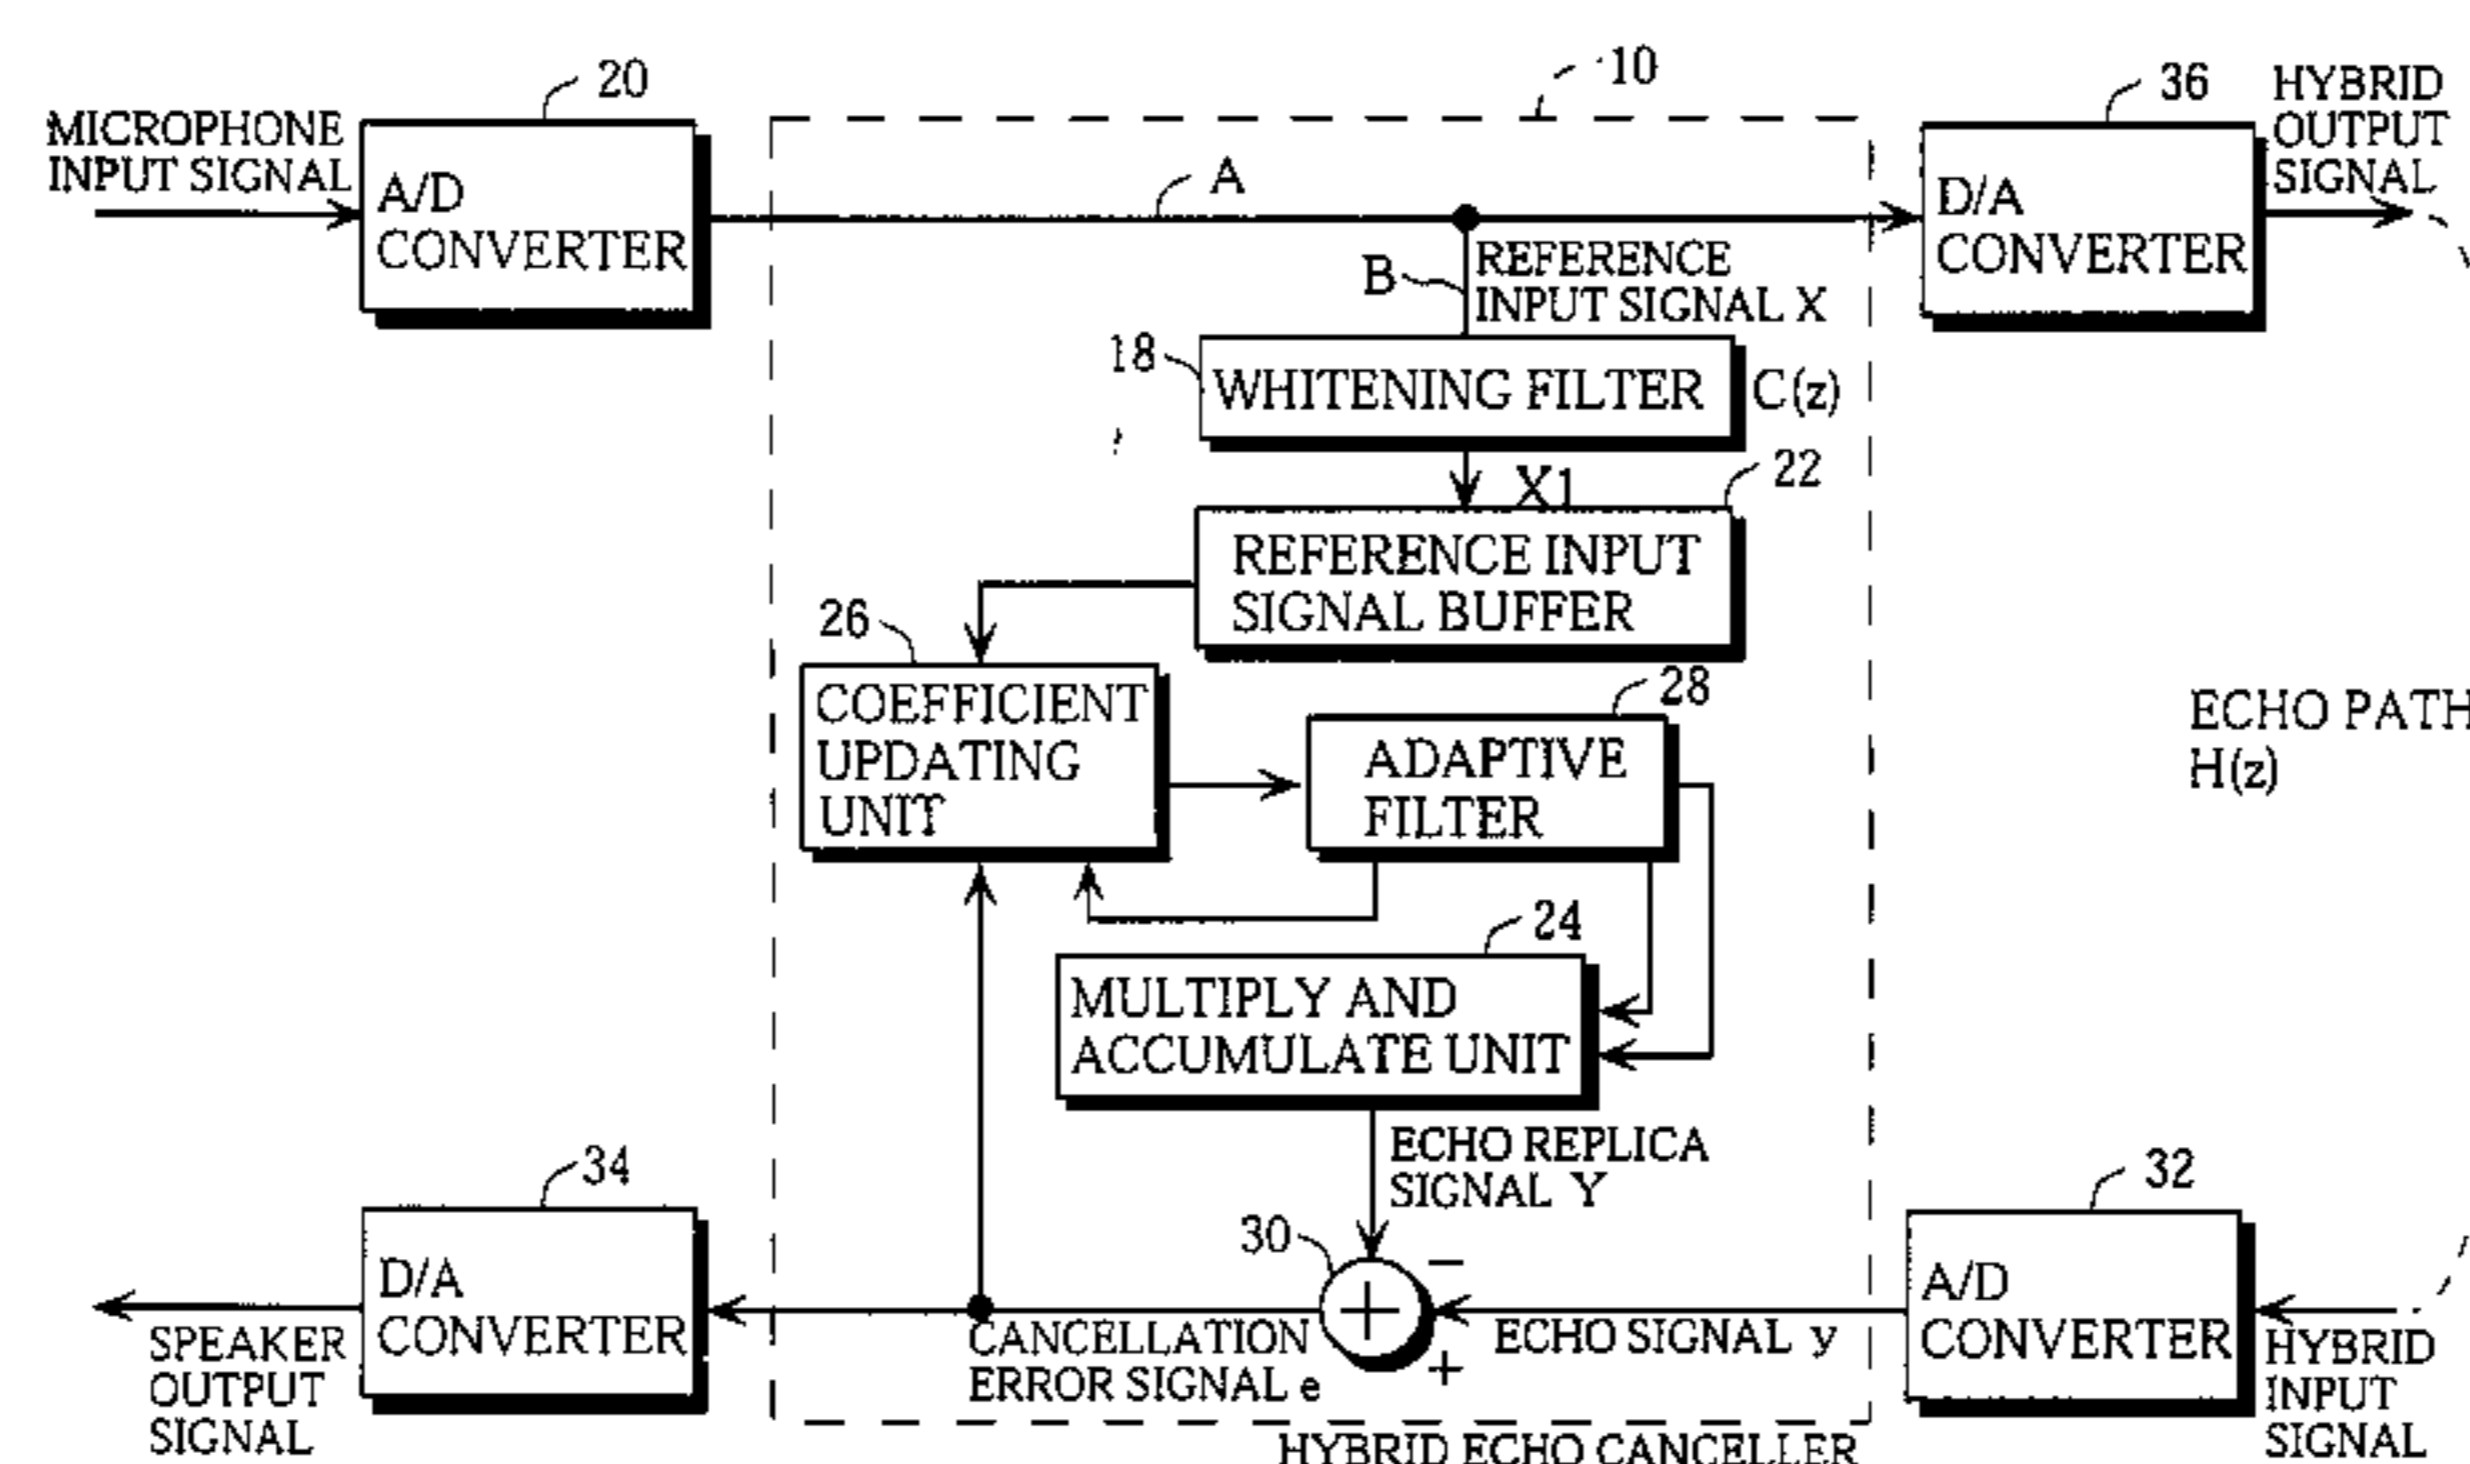 10
20
36
MICROPHONE
INPUT SIGNAL
A/D
CONVERTER
A
HYBRID
OUTPUT
SIGNAL
D/A
CONVERTER
B
REFERENCE
INPUT SIGNAL X
18
WHITENING FILTER
C(z)
X1
22
REFERENCE INPUT
SIGNAL BUFFER
26
COEFFICIENT
UPDATING
UNIT
28
ADAPTIVE
FILTER
ECHO PATH
H(z)
24
MULTIPLY AND
ACCUMULATE UNIT
ECHO REPLICA
SIGNAL Y
34
D/A
CONVERTER
SPEAKER
OUTPUT
SIGNAL
30
−
+
+
CANCELLATION
ERROR SIGNAL e
ECHO SIGNAL y
32
A/D
CONVERTER
HYBRID
INPUT
SIGNAL
HYBRID ECHO CANCELLER